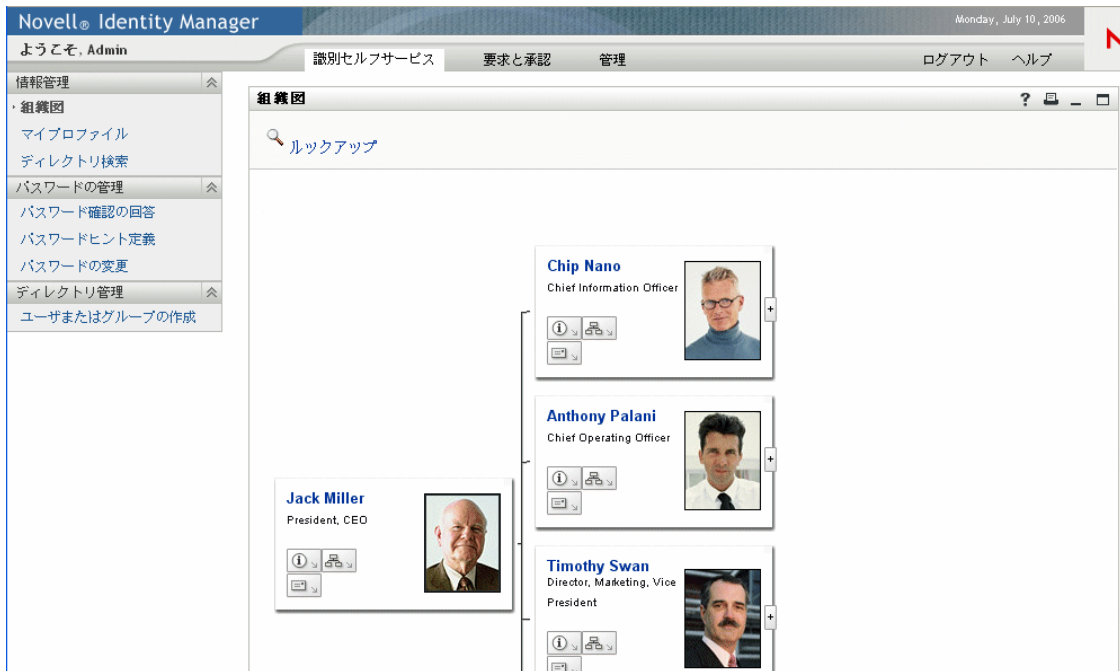 Novell® Identity Manager
Monday, July 10, 2006
ようこそ, Admin
識別セルフサービス
要求と承認
管理
ログアウト
ヘルプ
情報管理
組織図
マイプロファイル
ディレクトリ検索
パスワードの管理
パスワード確認の回答
パスワードヒント定義
パスワードの変更
ディレクトリ管理
ユーザまたはグループの作成
組織図
ルックアップ
Chip Nano
Chief Information Officer
Anthony Palani
Chief Operating Officer
Jack Miller
President, CEO
Timothy Swan
Director, Marketing, Vice
President